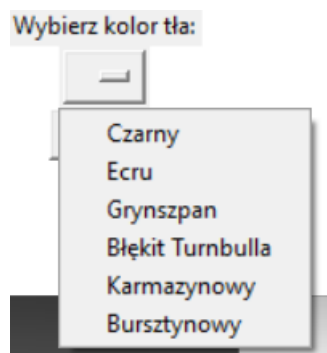 Wybierz kolor tła:
Czarny
Ecru
Grynszpan
Błękit Turnbulla
Karmazynowy
Bursztynowy